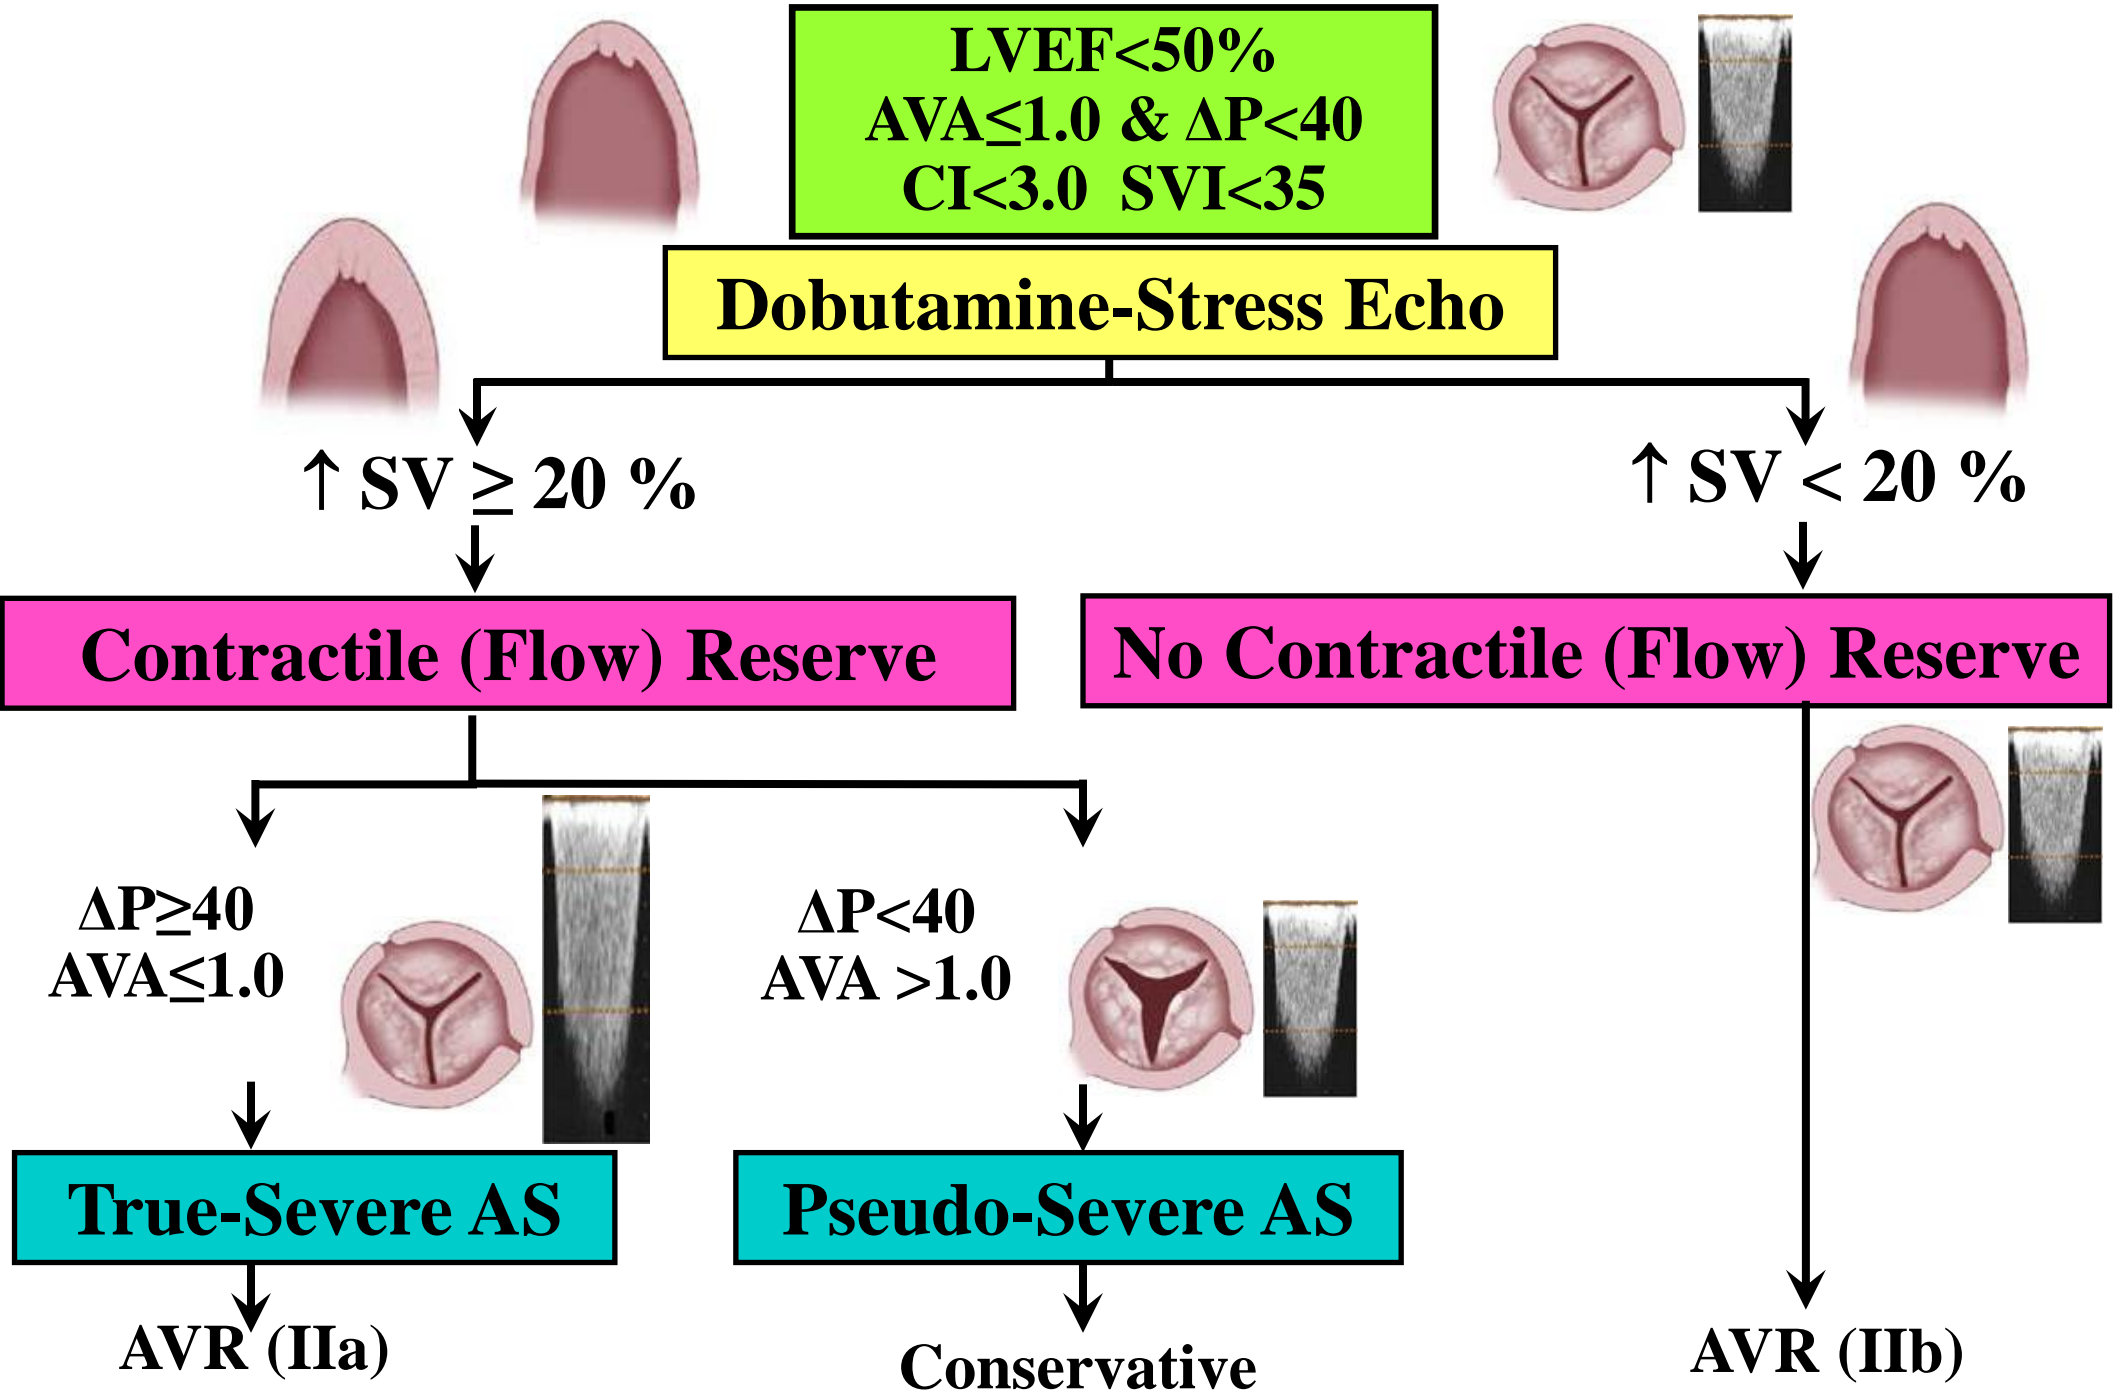 LVEF<50%
AVA≤1.0 & ΔP<40
CI<3.0 SVI<35
Dobutamine-Stress Echo
↑ SV ≥ 20 %
↑ SV < 20 %
Contractile (Flow) Reserve
No Contractile (Flow) Reserve
ΔP≥40
AVA≤1.0
ΔP<40
AVA >1.0
True-Severe AS
Pseudo-Severe AS
AVR (IIa)
Conservative
AVR (IIb)